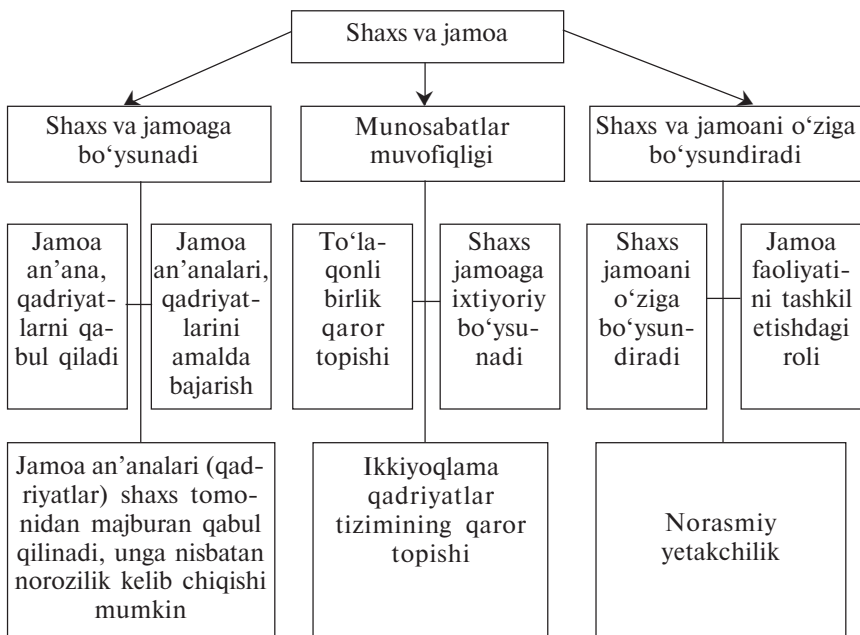 Shaxs va jamoa
Shaxs va jamoaga
bo‘ysunadi
Munosabatlar
muvofiqligi
Shaxs va jamoani o‘ziga
bo‘ysundiradi
Jamoa
an’ana,
qadriyat-
larni qa-
bul qiladi
Jamoa
an’analari,
qadriyat-
larini
amalda
bajarish
To‘la-
qonli
birlik
qaror
topishi
Shaxs
jamoaga
ixtiyoriy
bo‘ysu-
nadi
Shaxs
jamoani
o‘ziga
bo‘ysun-
diradi
Jamoa
faoliyati-
ni tashkil
etishdagi
roli
Jamoa an’analari (qad-
riyatlar) shaxs tomo-
nidan majburan qabul
qilinadi, unga nisbatan
norozilik kelib chiqishi
mumkin
Ikkiyoqlama
qadriyatlar
tizimining qaror
topishi
Norasmiy
yetakchilik